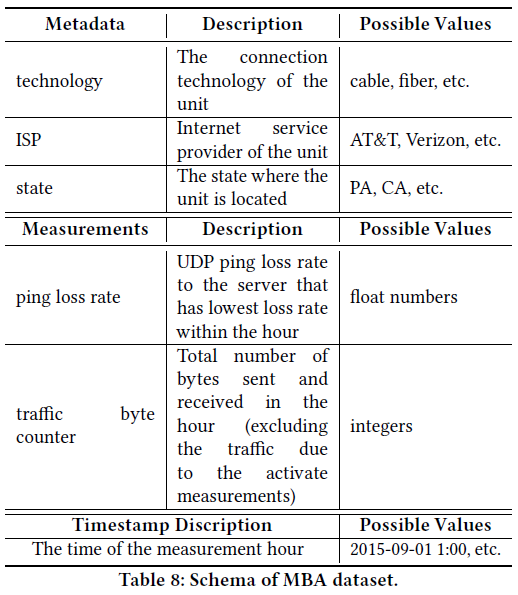 Metadata Description Possible Values
The connection
technology technology of the cable, fiber, etc.
unit
ISP Internet service AT&T, Verizon, etc.
provider of the unit
state The state where the PA, CA, etc.
unit is located
Measurements Description Possible Values
UDP ping loss rate
ping loss rate to the server that float numbers
has lowest loss rate
within the hour
Total number of
bytes sent and
received in the
traffic byte hour (excluding integers
counter the traffic due
to the activate
measurements)
Timestamp Discription Possible Values
The time of the measurement hour 2015-09-01 1:00, etc.
Table 8: Schema of MBA dataset.